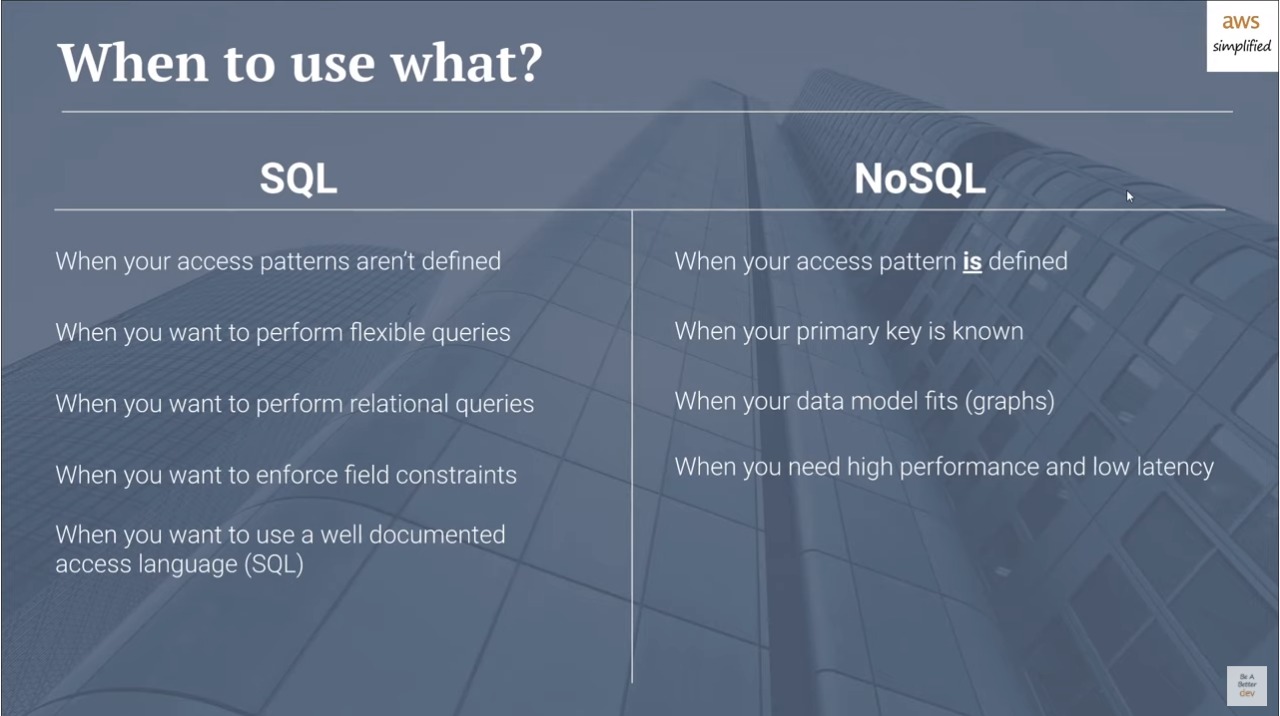 When to use what?
aws
simplified
SQL
When your access patterns aren't defined
When you want to perform flexible queries
When you want to perform relational queries
When you want to enforce field constraints
When you want to use a well documented
access language (SQL)
NoSQL
When your access pattern is defined
When your primary key is known
When your data model fits (graphs)
When you need high performance and low latency
Be A
Better
dev